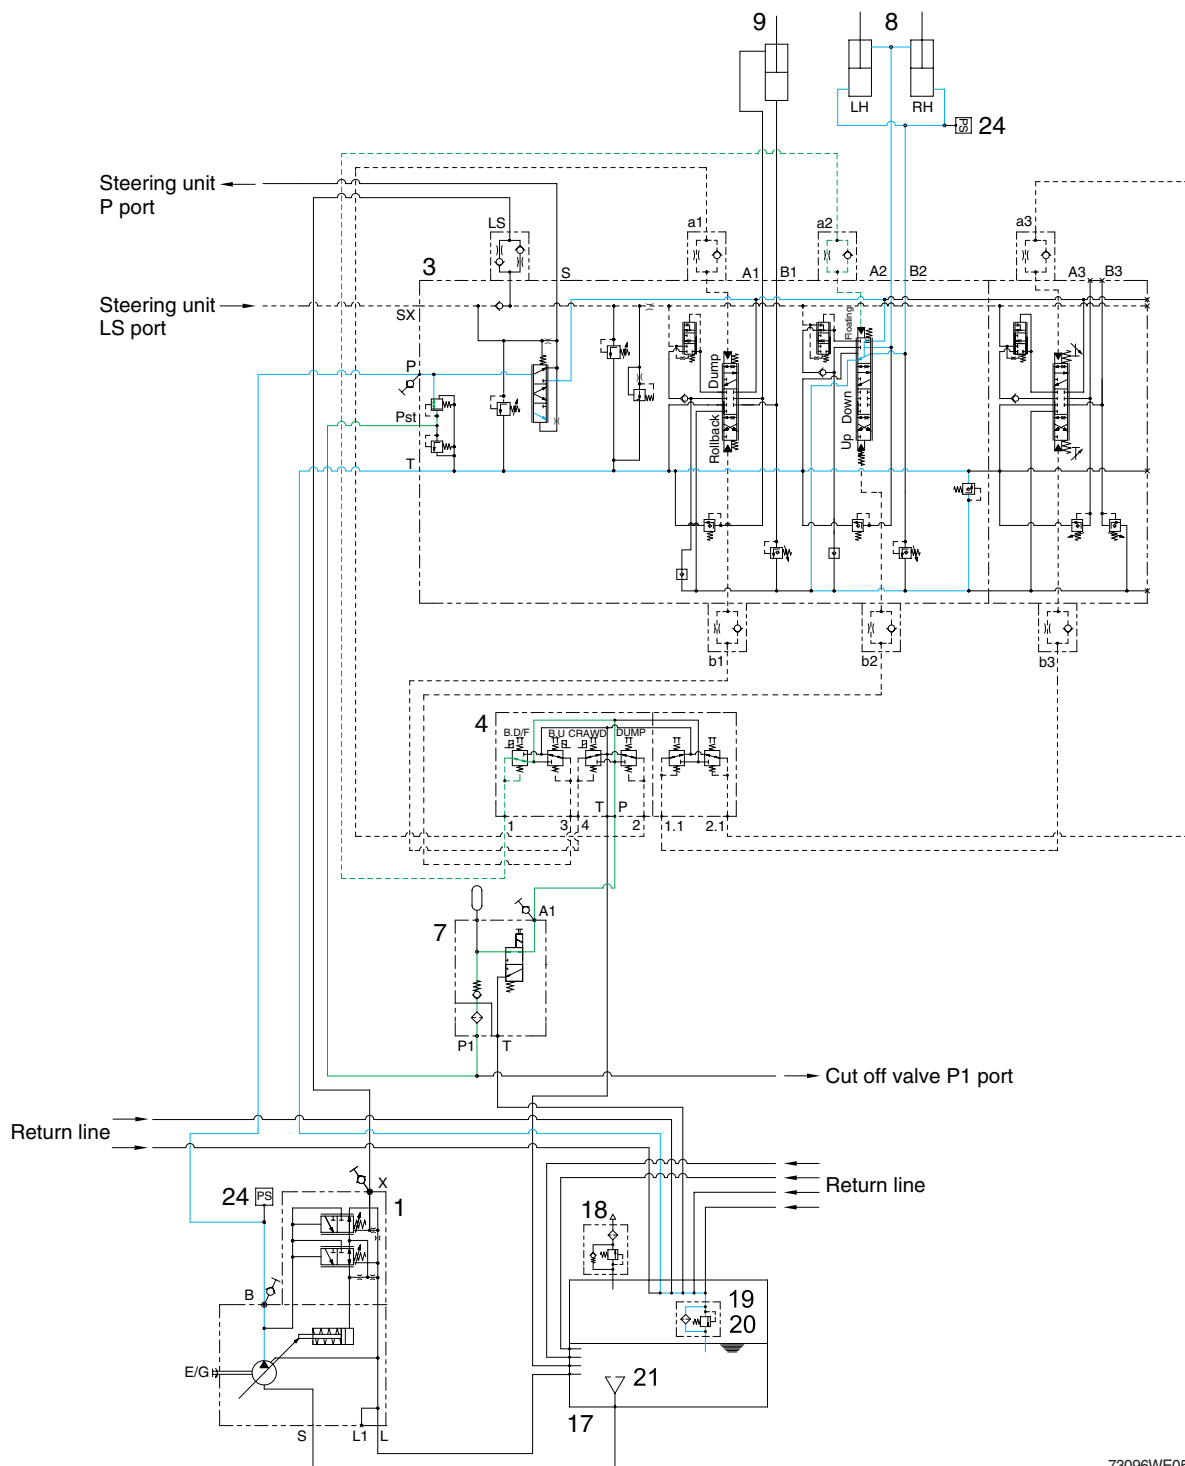 9
8
LH
RH
PS
24
Steering unit
P port
LS
a1
a2
a3
3
S
A1
B1
A2
B2
A3
B3
Steering unit
LS port
SX
P
Pst
T
Dump
Rollback
Floating
Down
Up
b1
b2
b3
4
B.D/F
B.U
CRAWD
DUMP
T
P
1
3
4
2
1.1
2.1
7
A1
P1
T
Cut off valve P1 port
Return line
24
PS
X
1
18
Return line
B
19
20
E/G
21
17
S
L1
L